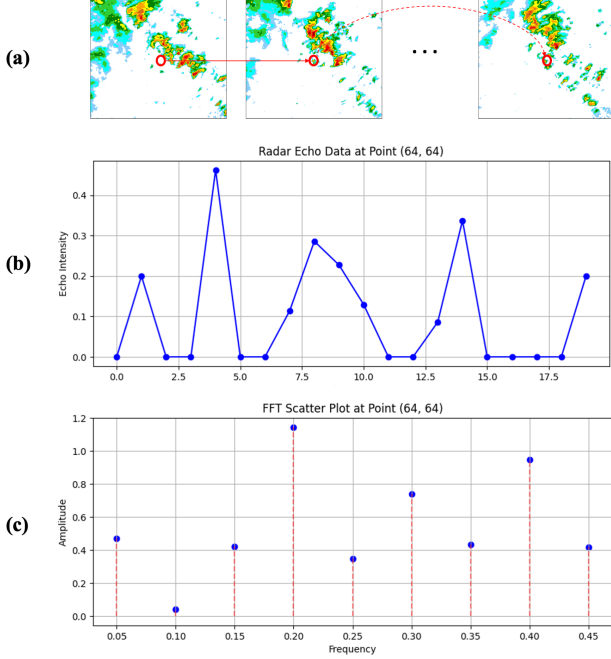 (a)
...
Radar Echo Data at Point (64, 64)
(b)
Echo Intensity
0.4
0.3
0.2
0.1
0.0
0.0 2.5 5.0 7.5 10.0 12.5 15.0 17.5
FFT Scatter Plot at Point (64, 64)
(c)
Amplitude
1.2
1.0
0.8
0.6
0.4
0.2
0.0
0.05 0.10 0.15 0.20 0.25 0.30 0.35 0.40 0.45
Frequency